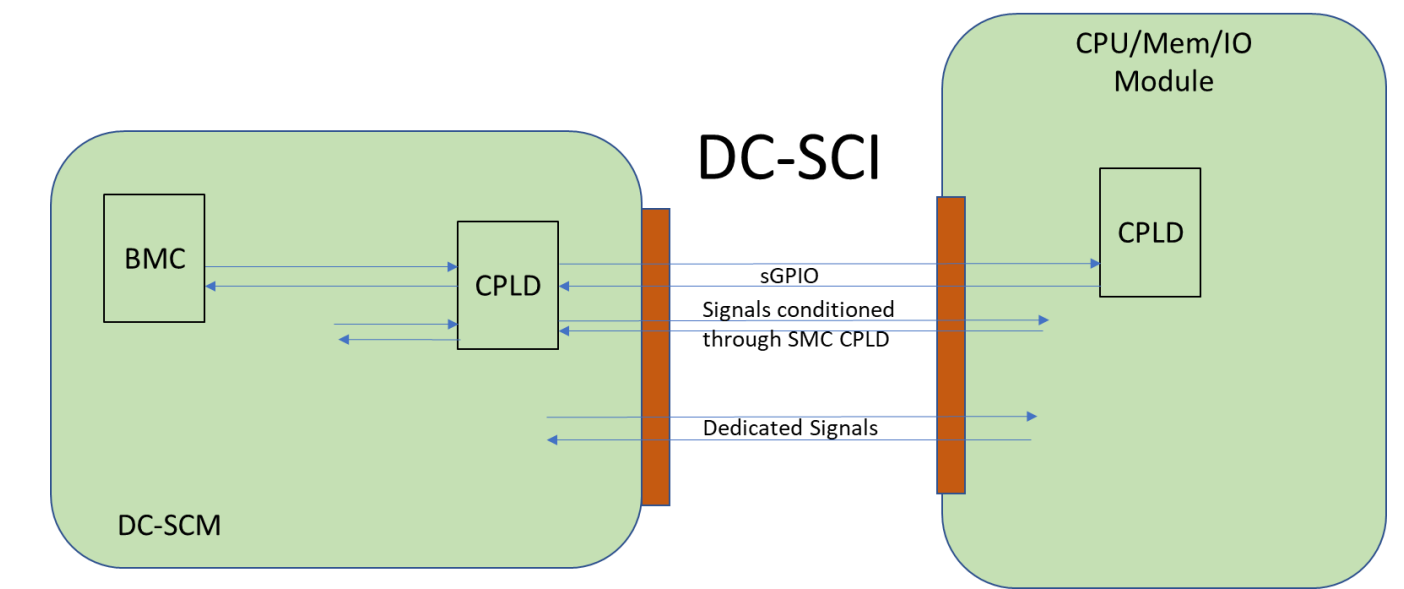 CPU/Mem/IO
Module
DC-SCI
BMC
CPLD
CPLD
sGPIO
Signals conditioned
through SMC CPLD
Dedicated Signals
DC-SCM